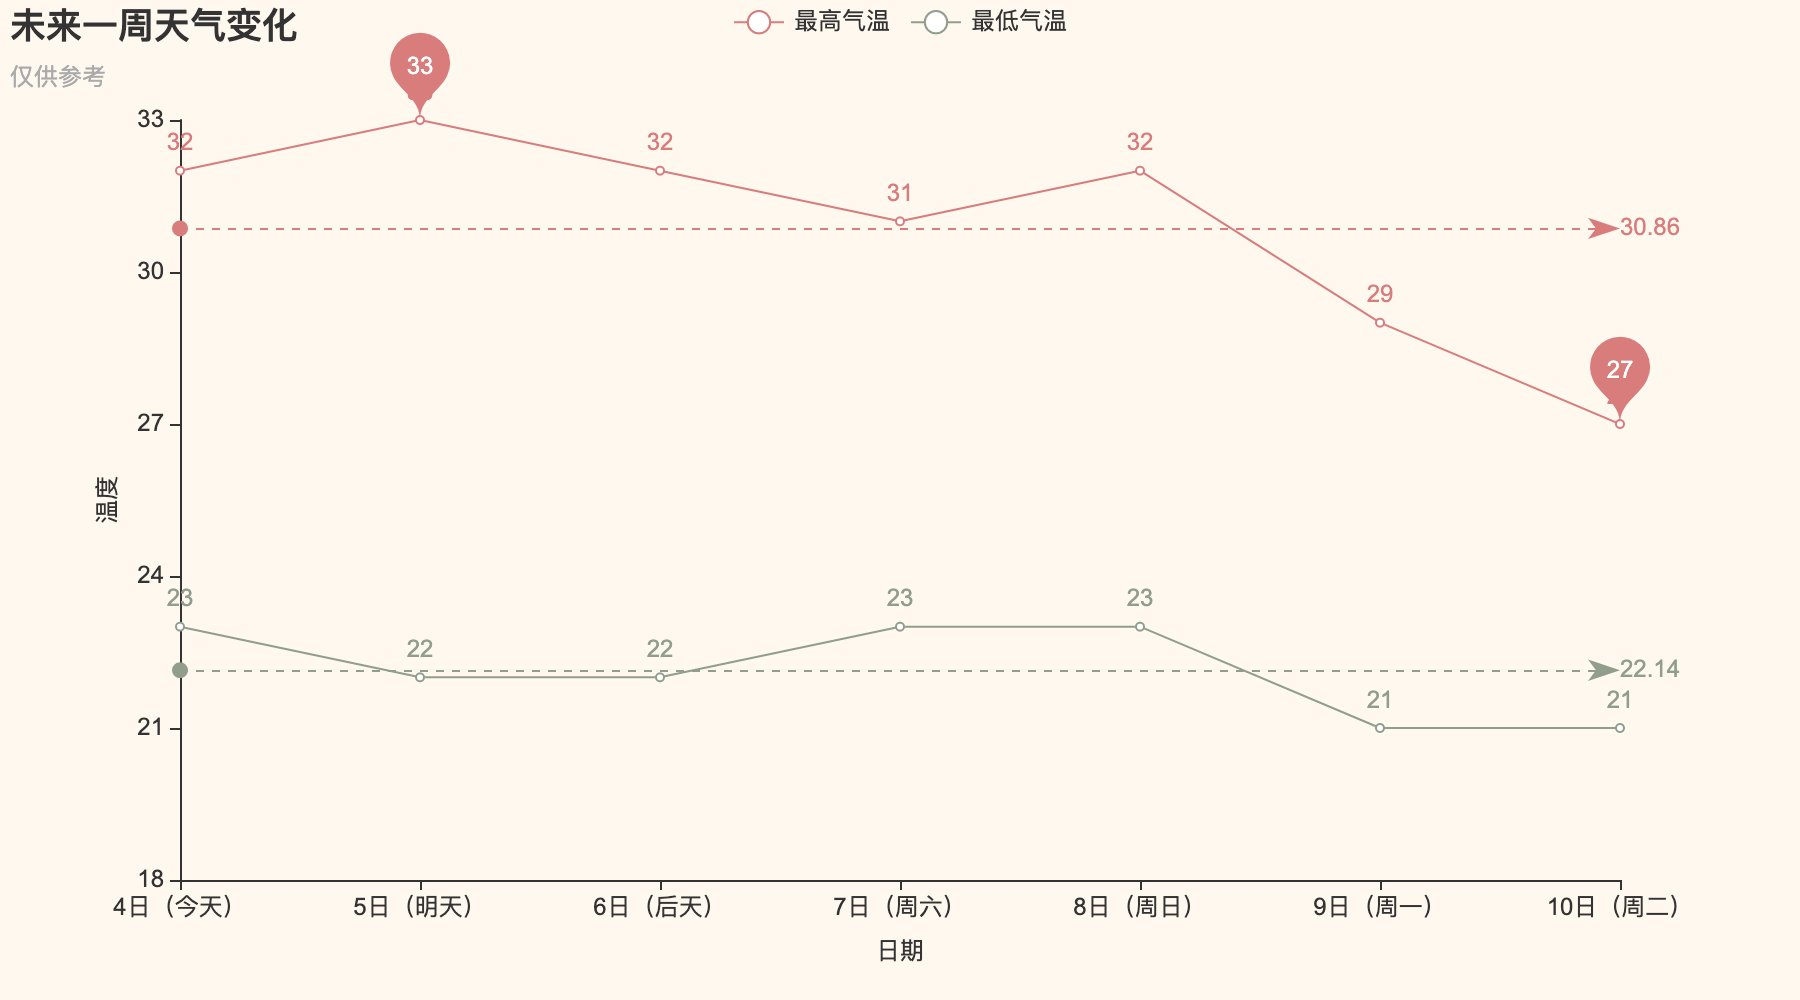 未来一周天气变化
仅供参考
最高气温 最低气温
33
33
32 32 32
31
30.86
30
29
27
27
24
23 23 23
22 22
22.14
21 21
21
18
4日（今天） 5日（明天） 6日（后天） 7日（周六） 8日（周日） 9日（周一） 10日（周二）
温度
日期